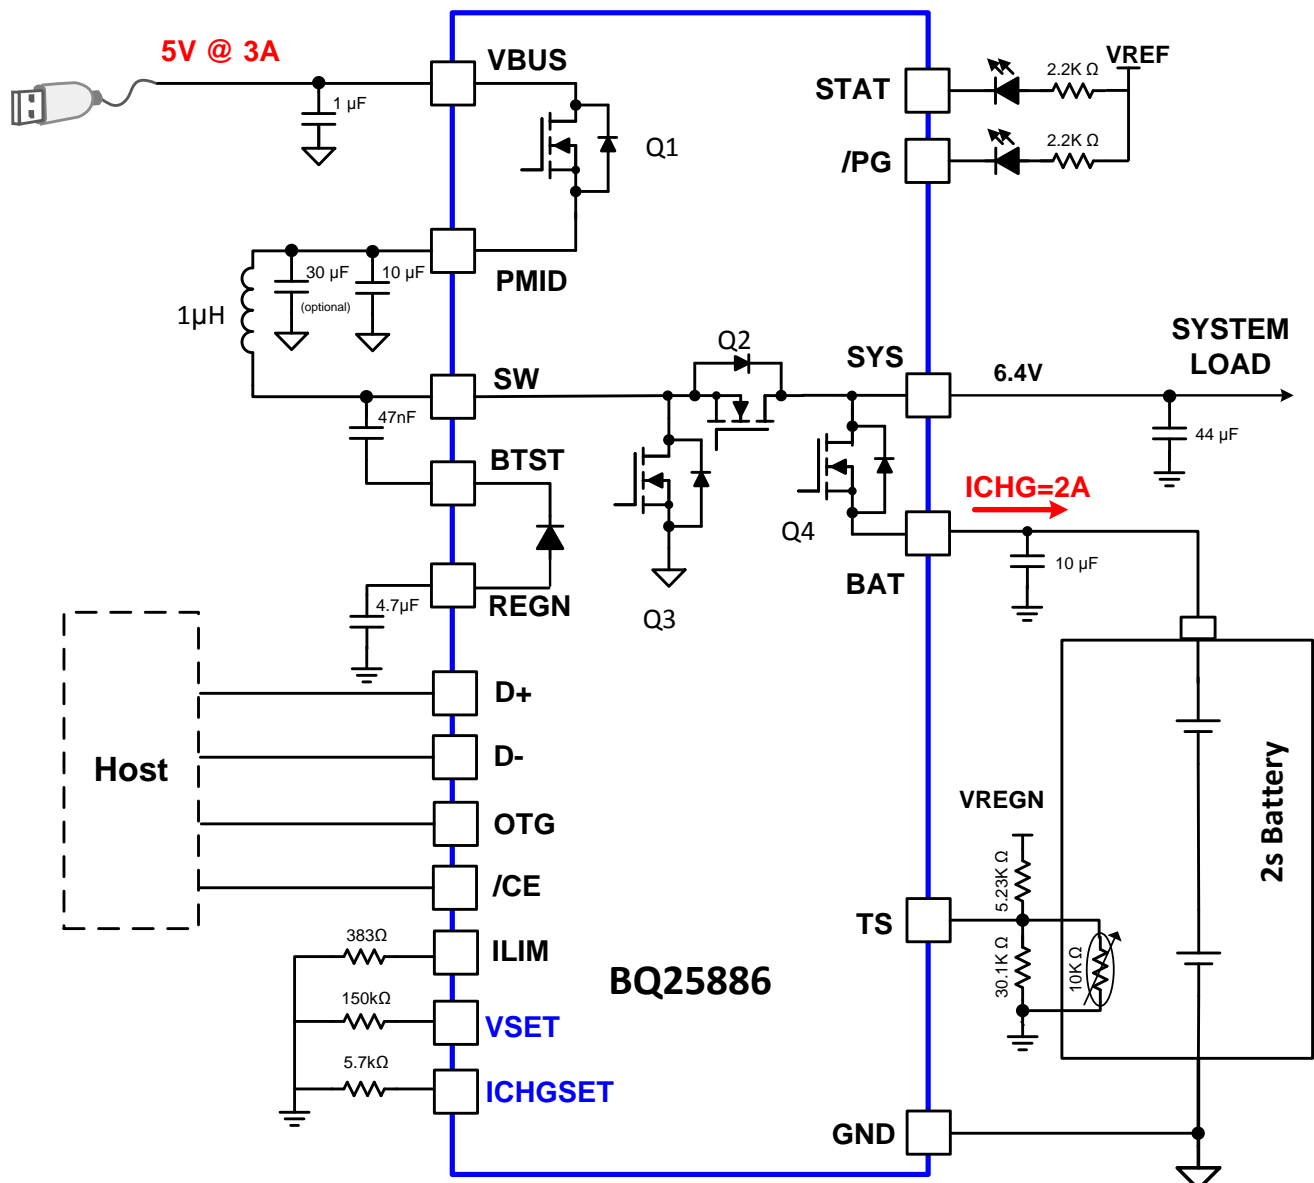 5V @ 3A
VBUS
1 µF
Q1
STAT
2.2K Ω
VREF
/PG
2.2K Ω
30 µF
(optional)
10 µF
PMID
1µH
SW
Q2
SYS
6.4V
SYSTEM
LOAD
47nF
44 µF
BTST
ICHG=2A
Q4
10 µF
BAT
4.7µF
REGN
Q3
D+
Host
D-
OTG
/CE
383Ω
ILIM
150kΩ
VSET
5.7kΩ
ICHGSET
BQ25886
VREGN
5.23K Ω
TS
30.1K Ω
10K Ω
2s Battery
GND